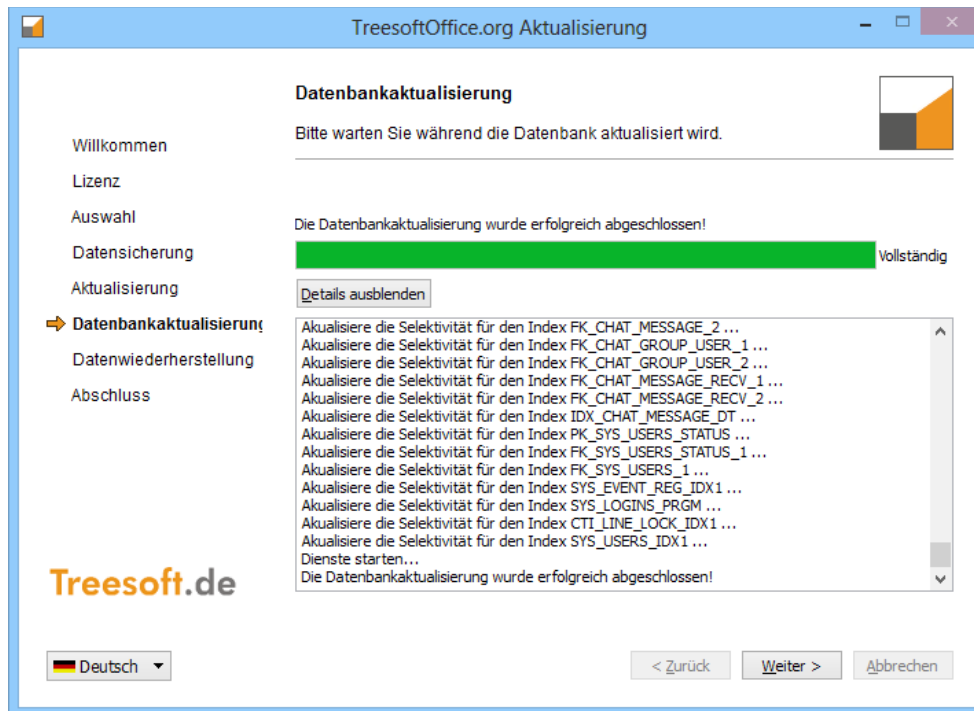 TreesoftOffice.org Aktualisierung
Datenbankaktualisierung
Bitte warten Sie während die Datenbank aktualisiert wird.
Willkommen
Lizenz
Auswahl
Datensicherung
Aktualisierung
Datenbankaktualisierung
Datenwiederherstellung
Abschluss
Die Datenbankaktualisierung wurde erfolgreich abgeschlossen!
Vollständig
Details ausblenden
Akualisiere die Selektivität für den Index FK_CHAT_MESSAGE_2 ...
Akualisiere die Selektivität für den Index FK_CHAT_GROUP_USER_1 ...
Akualisiere die Selektivität für den Index FK_CHAT_GROUP_USER_2 ...
Akualisiere die Selektivität für den Index FK_CHAT_MESSAGE_RECV_1 ...
Akualisiere die Selektivität für den Index FK_CHAT_MESSAGE_RECV_2 ...
Akualisiere die Selektivität für den Index IDX_CHAT_MESSAGE_DT ...
Akualisiere die Selektivität für den Index PK_SYS_USERS_STATUS ...
Akualisiere die Selektivität für den Index FK_SYS_USERS_STATUS_1 ...
Akualisiere die Selektivität für den Index FK_SYS_USERS_1 ...
Akualisiere die Selektivität für den Index SYS_EVENT_REG_IDX1 ...
Akualisiere die Selektivität für den Index SYS_LOGINS_PRGM ...
Akualisiere die Selektivität für den Index CTI_LINE_LOCK_IDX1 ...
Akualisiere die Selektivität für den Index SYS_USERS_IDX1 ...
Dienste starten...
Die Datenbankaktualisierung wurde erfolgreich abgeschlossen!
Treesoft.de
Deutsch
< Zurück
Weiter >
Abbrechen